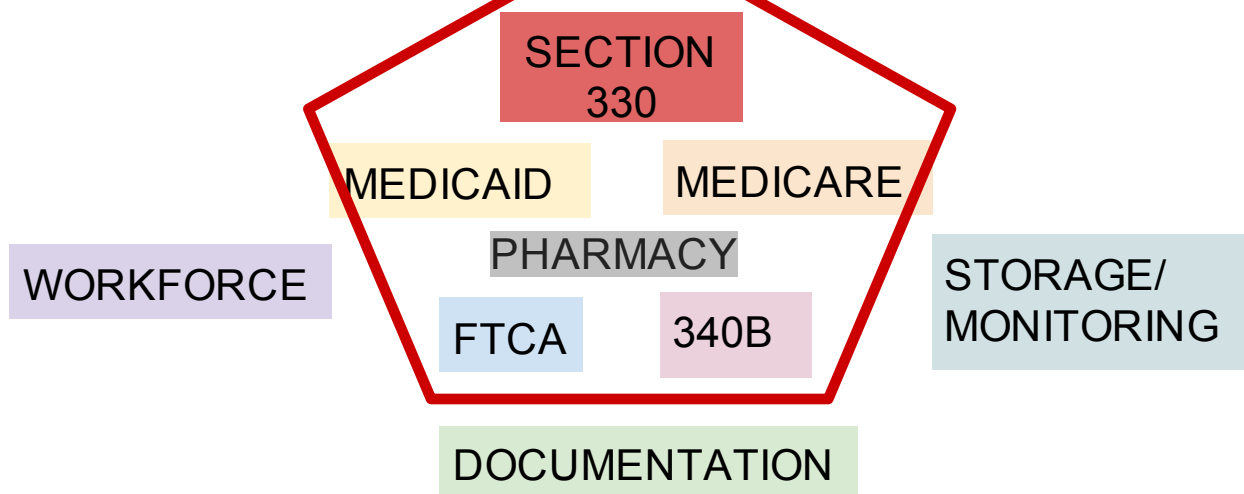 SECTION
330
MEDICAID
MEDICARE
PHARMACY
WORKFORCE
STORAGE/
MONITORING
FTCA
340B
DOCUMENTATION